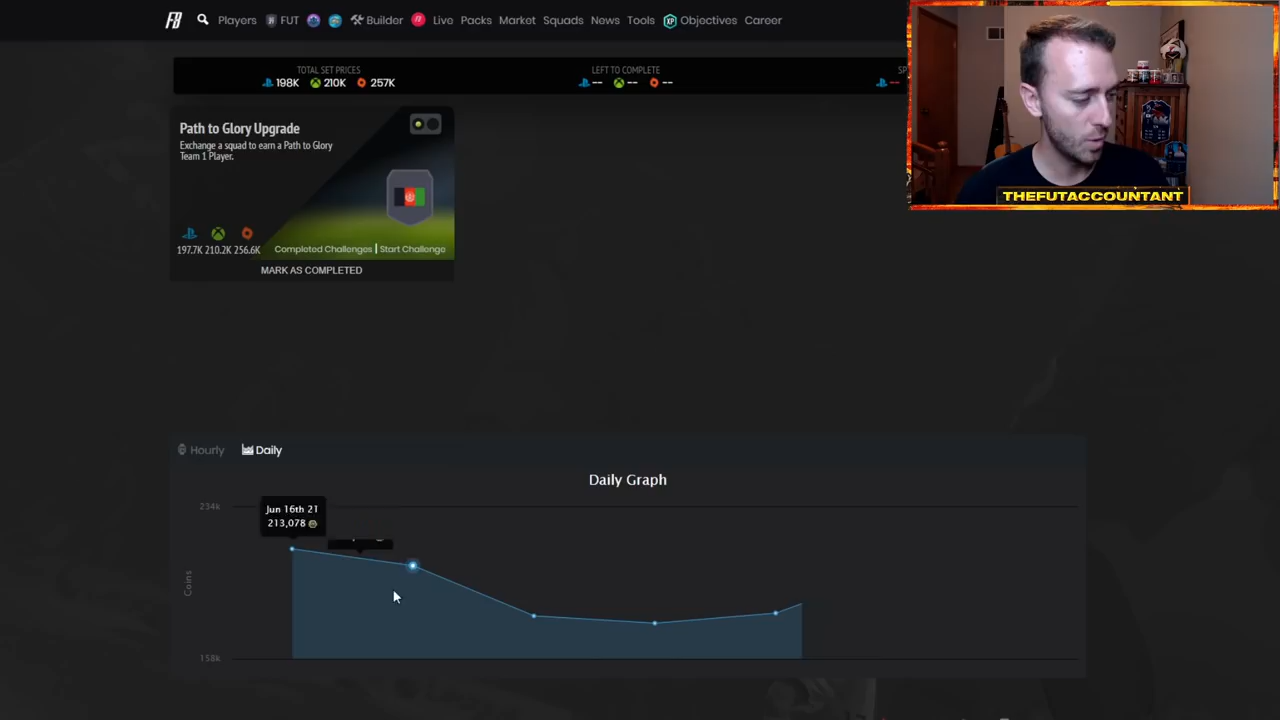 FB Players FUT Builder Live Packs Market Squads News Tools XP Objectives Career
TOTAL SET PRICES
198K 210K 257K
LEFT TO COMPLETE
-- -- --
SP
--
Path to Glory Upgrade
Exchange a squad to earn a Path to Glory
Team 1 Player.
197.7K 210.2K 256.6K
Completed Challenges | Start Challenge
MARK AS COMPLETED
THEFUTACCOUNTANT
Hourly Daily
Daily Graph
234k
Jun 16th 21
213,078
Coins
158k